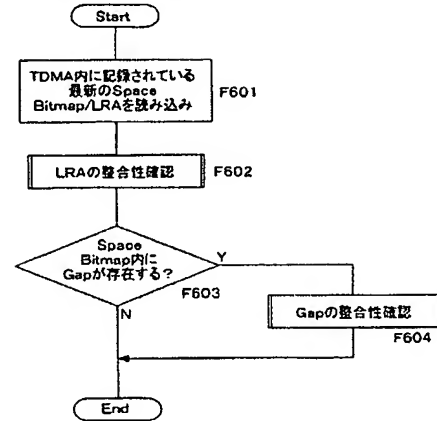 Start
TDMA内に記録されている
最新のSpace
Bitmap/LRAを読み込み
F601
LRAの整合性確認
F602
Space
Bitmap内に
Gapが存在する？
Y
F603
N
Gapの整合性確認
F604
End